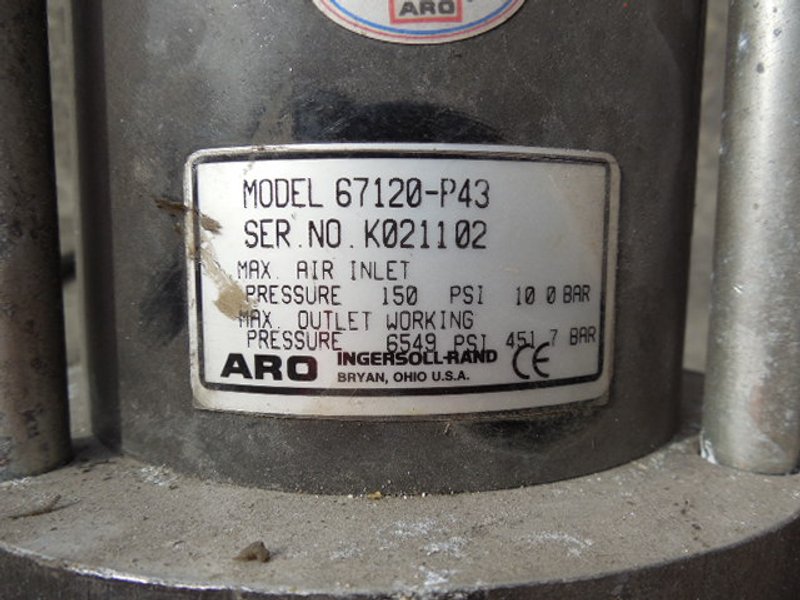 ARO
MODEL 67120-P43
SER.NO.K021102
MAX. AIR INLET
PRESSURE 150 PSI 10 0 BAR
MAX. OUTLET WORKING
PRESSURE 6549 PSI 451 7 BAR
ARO INGERSOLL-RAND CE
BRYAN, OHIO U.S.A.